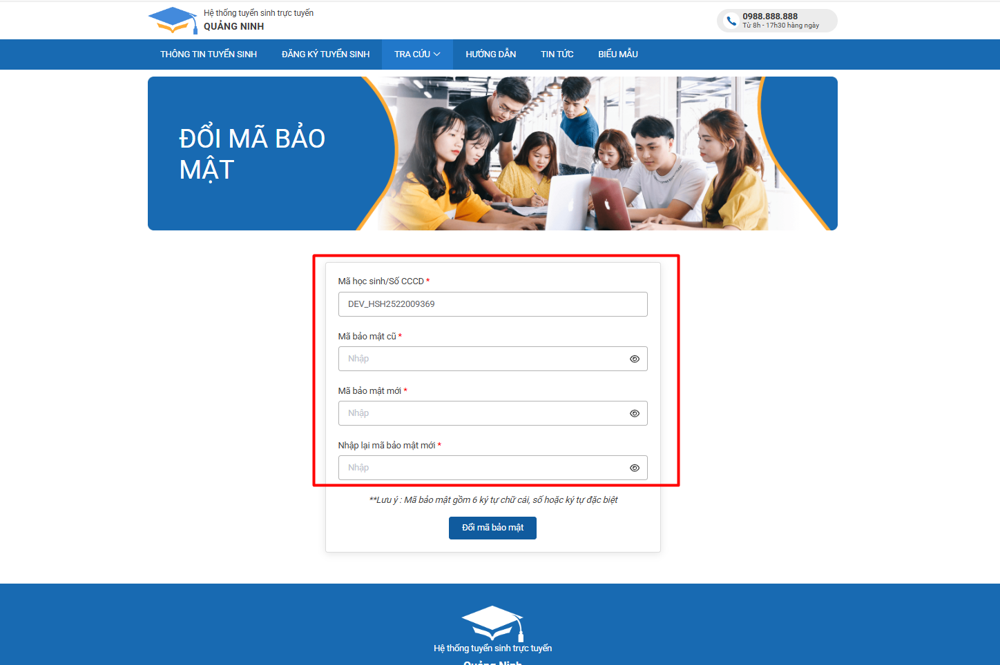 Hệ thống tuyển sinh trực tuyến
QUẢNG NINH
0988.888.888
Từ 8h - 17h30 hàng ngày
THÔNG TIN TUYỂN SINH
ĐĂNG KÝ TUYỂN SINH
TRA CỨU
HƯỚNG DẪN
TIN TỨC
BIỂU MẪU
ĐỔI MÃ BẢO
MẬT
Mã học sinh/Số CCCD *
DEV_HSH2522009369
Mã bảo mật cũ *
Nhập
Mã bảo mật mới *
Nhập
Nhập lại mã bảo mật mới *
Nhập
**Lưu ý : Mã bảo mật gồm 6 ký tự chữ cái, số hoặc ký tự đặc biệt
Đổi mã bảo mật
Hệ thống tuyển sinh trực tuyến
Quảng Ninh